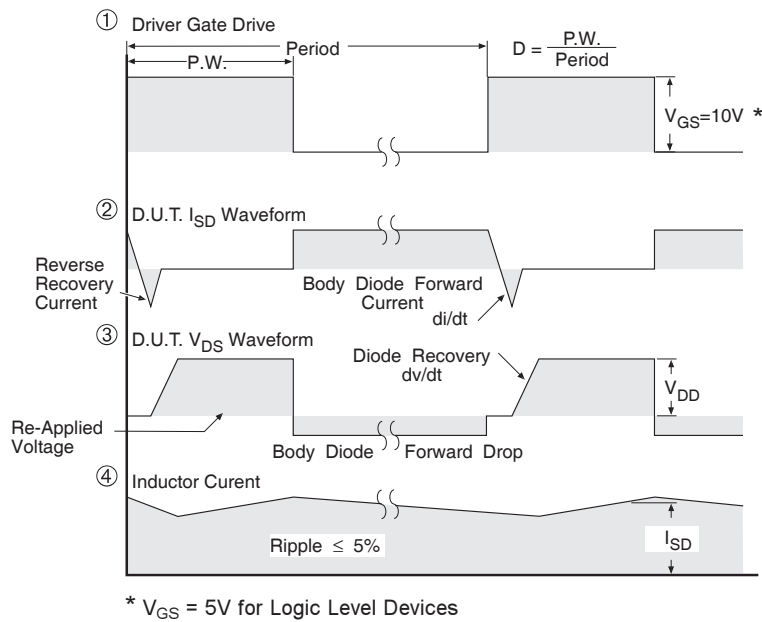 ① Driver Gate Drive
P.W.
Period
D = P.W.
Period
V_GS=10V *
② D.U.T. I_SD Waveform
Reverse
Recovery
Current
Body Diode Forward
Current
di/dt
③ D.U.T. V_DS Waveform
Diode Recovery
dv/dt
V_DD
Re-Applied
Voltage
Body Diode Forward Drop
④ Inductor Curent
Ripple ≤ 5%
I_SD
* V_GS = 5V for Logic Level Devices